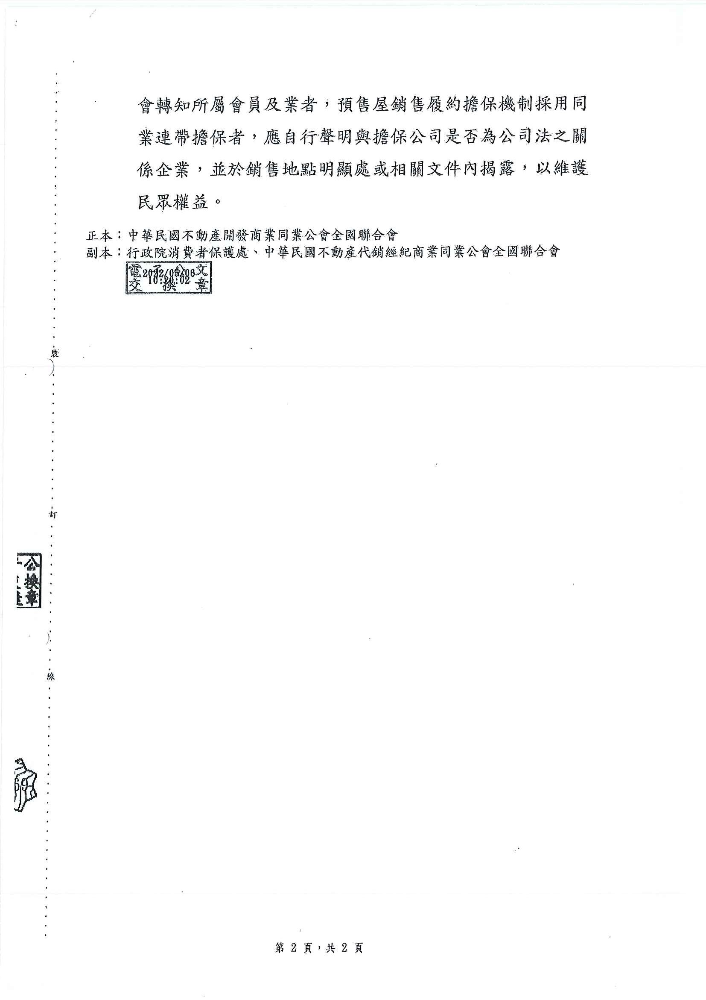 會轉知所屬會員及業者，預售屋銷售履約擔保機制採用同
業連帶擔保者，應自行聲明與擔保公司是否為公司法之關
係企業，並於銷售地點明顯處或相關文件內揭露，以維護
民眾權益。
正本：中華民國不動產開發商業同業公會全國聯合會
副本：行政院消費者保護處、中華民國不動產代銷經紀商業同業公會全國聯合會
電子公文
2022/05/06
交換章
裝
訂
公
換
章
線
69
第 2 頁，共 2 頁